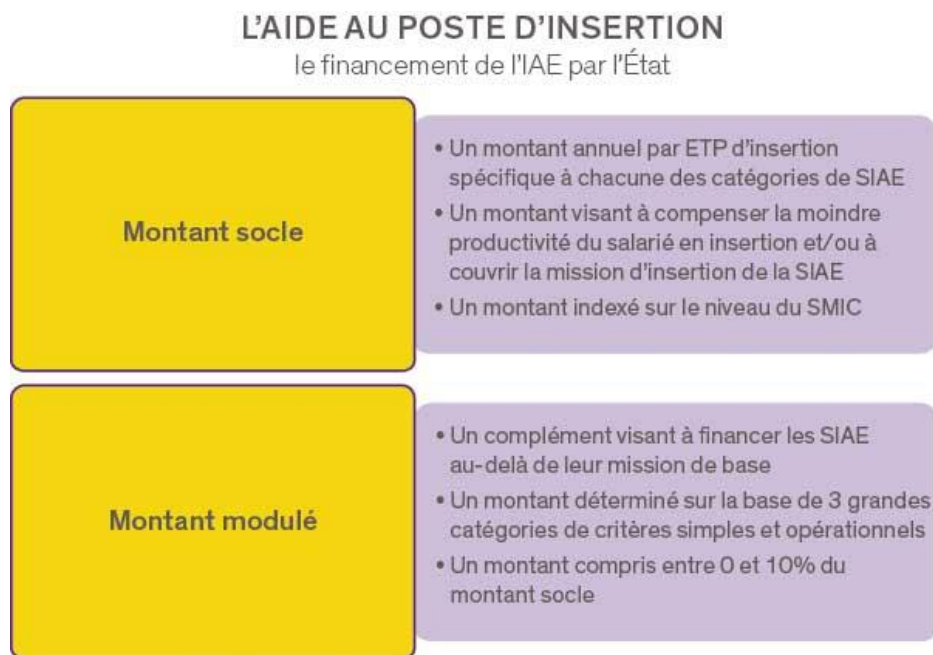 L'AIDE AU POSTE D'INSERTION
le financement de l'IAE par l'État
Montant socle
• Un montant annuel par ETP d'insertion
spécifique à chacune des catégories de SIAE
• Un montant visant à compenser la moindre
productivité du salarié en insertion et/ou à
couvrir la mission d'insertion de la SIAE
• Un montant indexé sur le niveau du SMIC
Montant modulé
• Un complément visant à financer les SIAE
au-delà de leur mission de base
• Un montant déterminé sur la base de 3 grandes
catégories de critères simples et opérationnels
• Un montant compris entre 0 et 10% du
montant socle